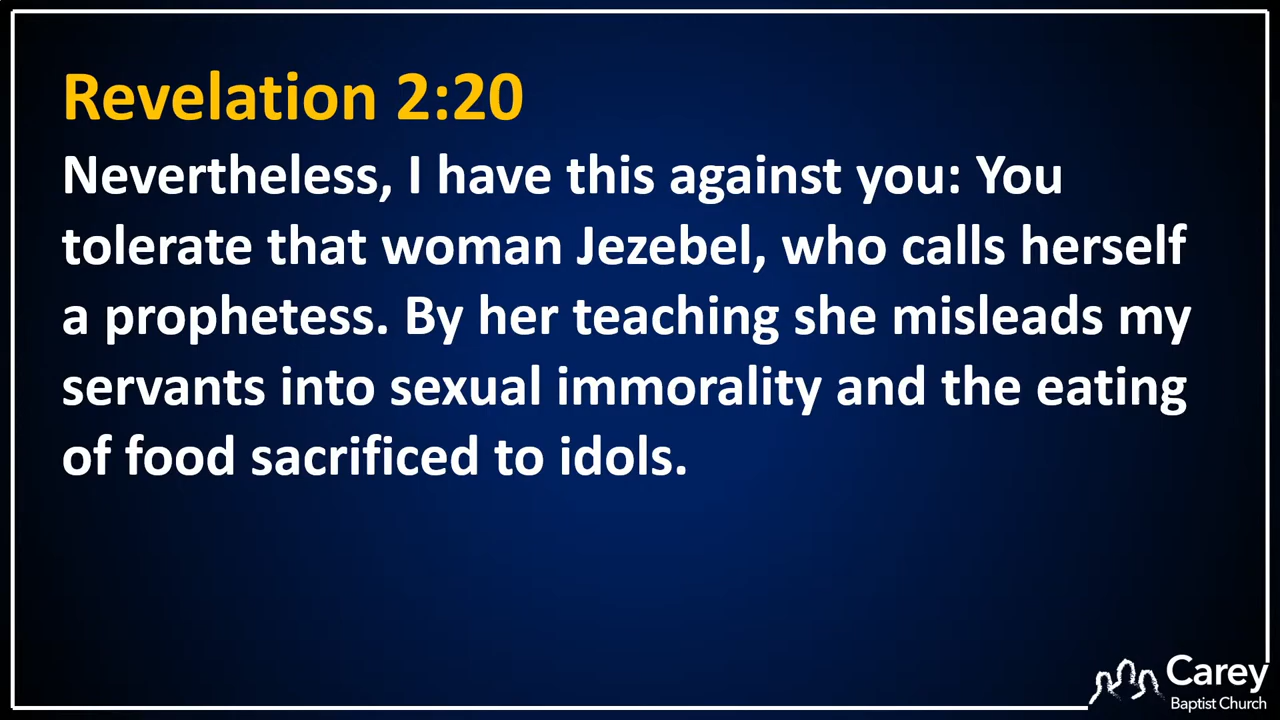 Revelation 2:20
Nevertheless, I have this against you: You
tolerate that woman Jezebel, who calls herself
a prophetess. By her teaching she misleads my
servants into sexual immorality and the eating
of food sacrificed to idols.
Carey
Baptist Church